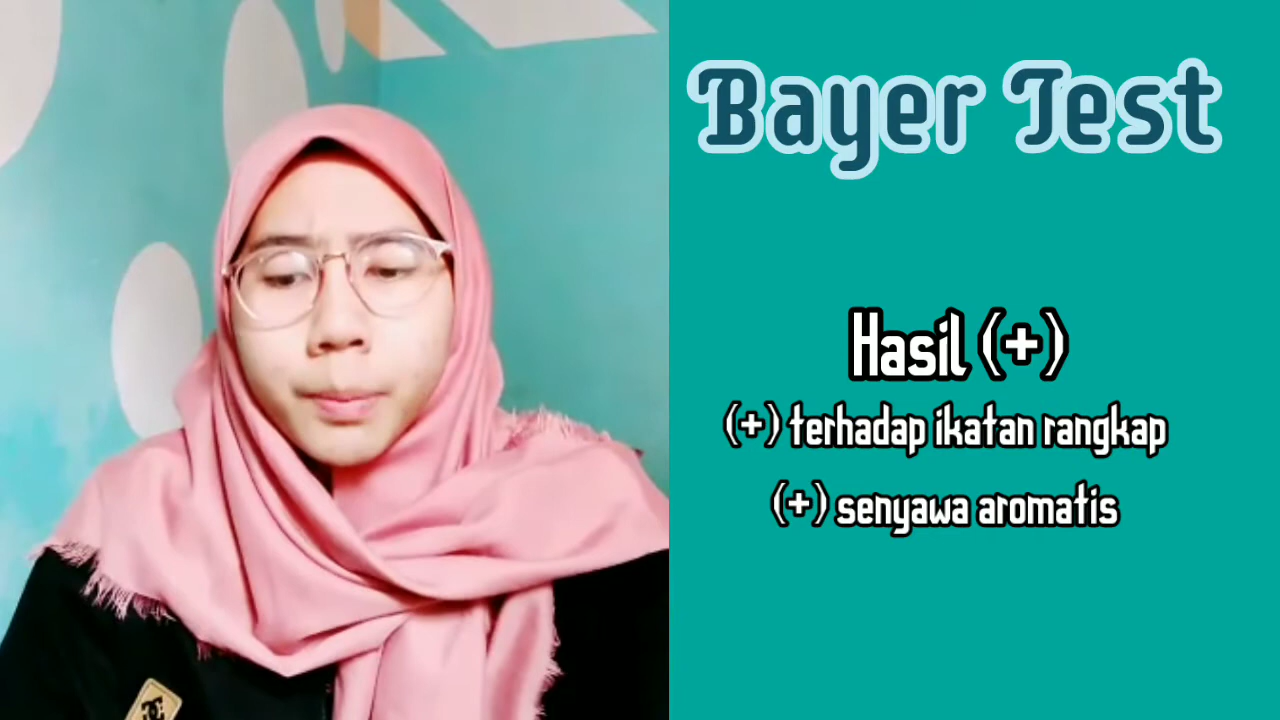 Bayer Test
Hasil (+)
(+) terhadap ikatan rangkap
(+) senyawa aromatis